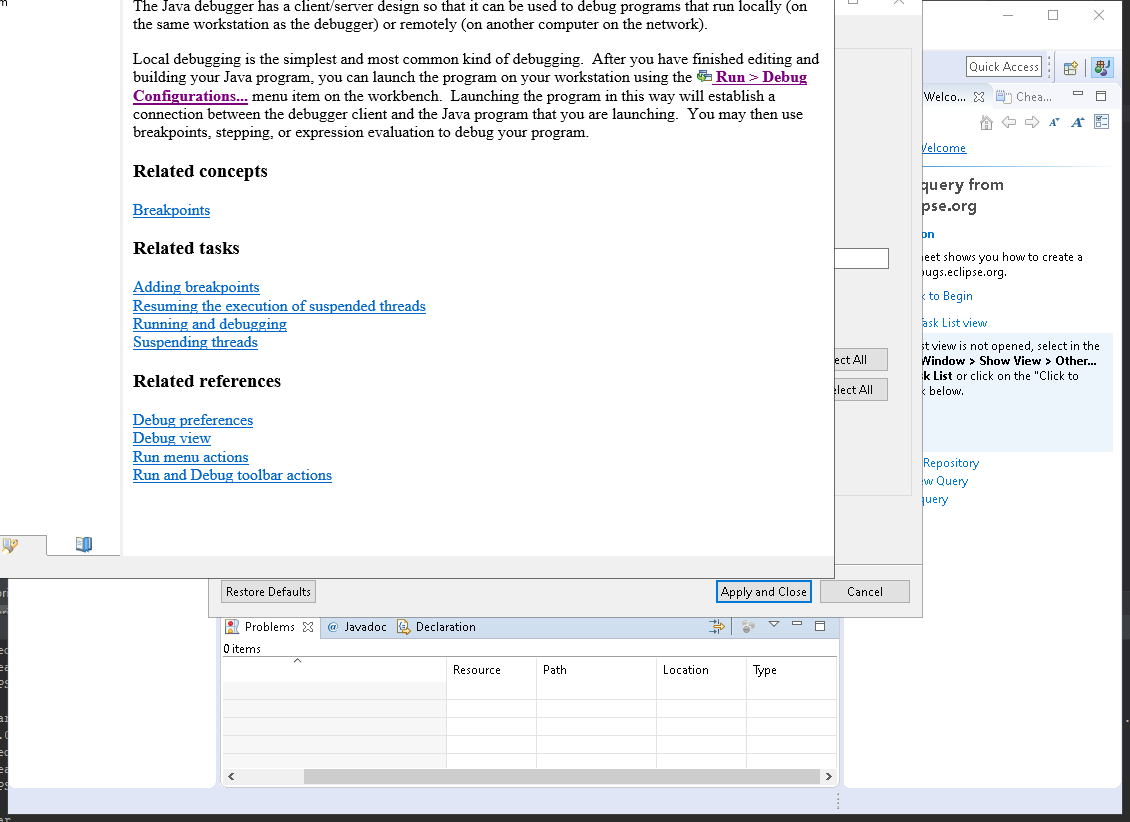 The Java debugger has a client/server design so that it can be used to debug programs that run locally (on
the same workstation as the debugger) or remotely (on another computer on the network).
Local debugging is the simplest and most common kind of debugging. After you have finished editing and
building your Java program, you can launch the program on your workstation using the Run > Debug
Configurations... menu item on the workbench. Launching the program in this way will establish a
connection between the debugger client and the Java program that you are launching. You may then use
breakpoints, stepping, or expression evaluation to debug your program.
Related concepts
Breakpoints
Related tasks
Adding breakpoints
Resuming the execution of suspended threads
Running and debugging
Suspending threads
Related references
Debug preferences
Debug view
Run menu actions
Run and Debug toolbar actions
ect All
elect All
Restore Defaults
Apply and Close
Cancel
Quick Access
Welco...
Chea...
Welcome
query from
pse.org
on
eet shows you how to create a
ugs.eclipse.org.
k to Begin
Task List view
st view is not opened, select in the
Window > Show View > Other...
k List or click on the "Click to
k below.
Repository
ew Query
uery
Problems
@ Javadoc
Declaration
0 items
Resource
Path
Location
Type